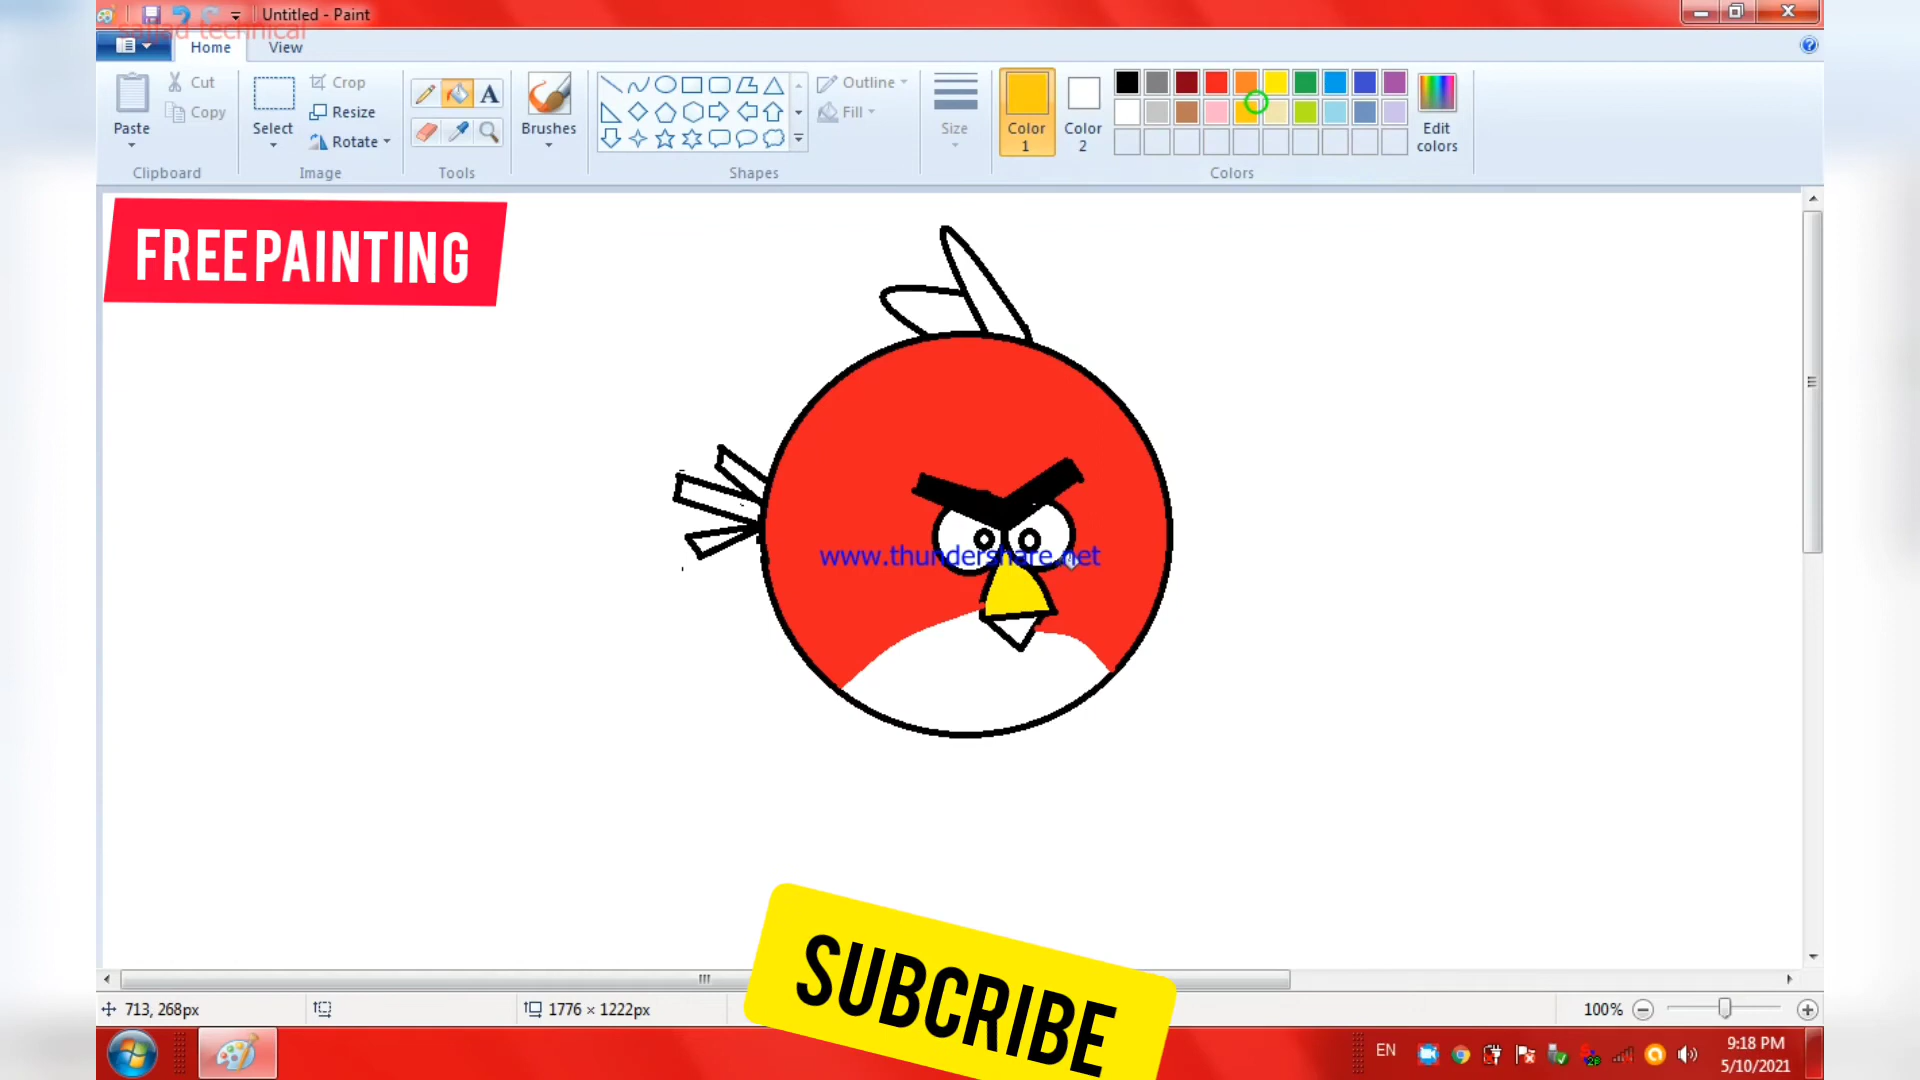 Untitled - Paint
sajjad technical
Home
View
Paste
Cut
Copy
Clipboard
Select
Crop
Resize
Rotate
Image
A
Tools
Brushes
Outline
Fill
Shapes
Size
Color
1
Color
2
Edit
colors
Colors
FREE PAINTING
www.thundershare.net
SUBCRIBE
713, 268px
1776 × 1222px
100%
EN
9:18 PM
5/10/2021